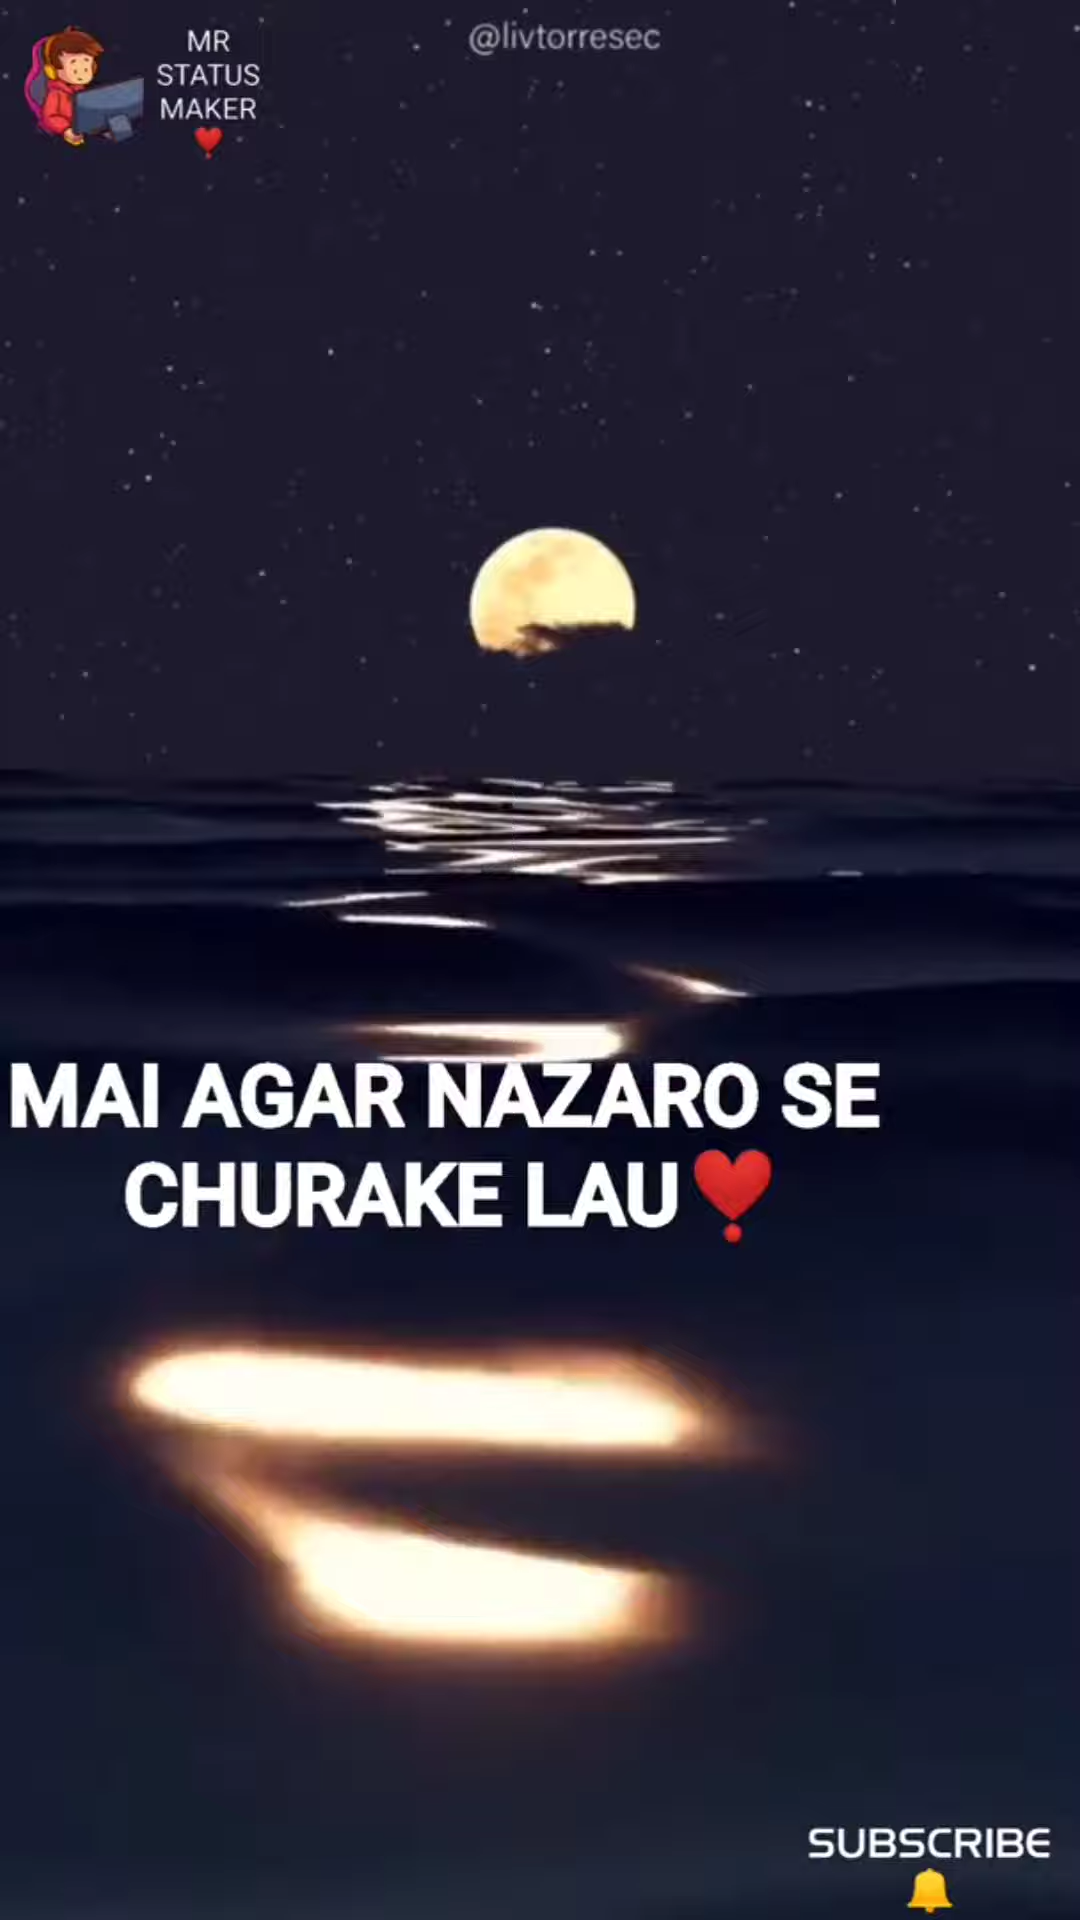 MR
STATUS
MAKER
@livtorresec
MAI AGAR NAZARO SE
CHURAKE LAU❣️
SUBSCRIBE